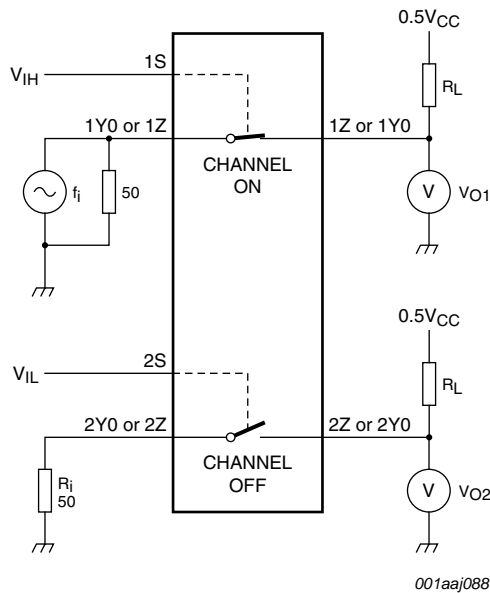 0.5VCC
1S
VIH
RL
1Y0 or 1Z
1Z or 1Y0
CHANNEL
ON
fi
50
V
VO1
0.5VCC
2S
VIL
RL
2Y0 or 2Z
2Z or 2Y0
CHANNEL
OFF
Ri
50
V
VO2
001aaj088